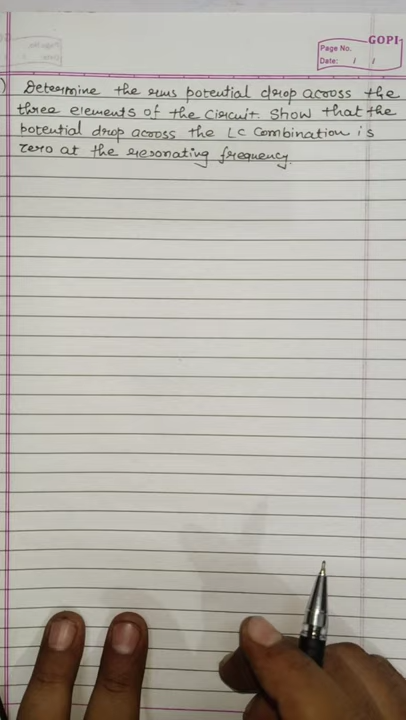 GOPI
Page No.
Date: / /
) Determine the rms potential drop across the
three elements of the Circuit. Show that the
potential drop across the LC Combination is
zero at the resonating frequency.